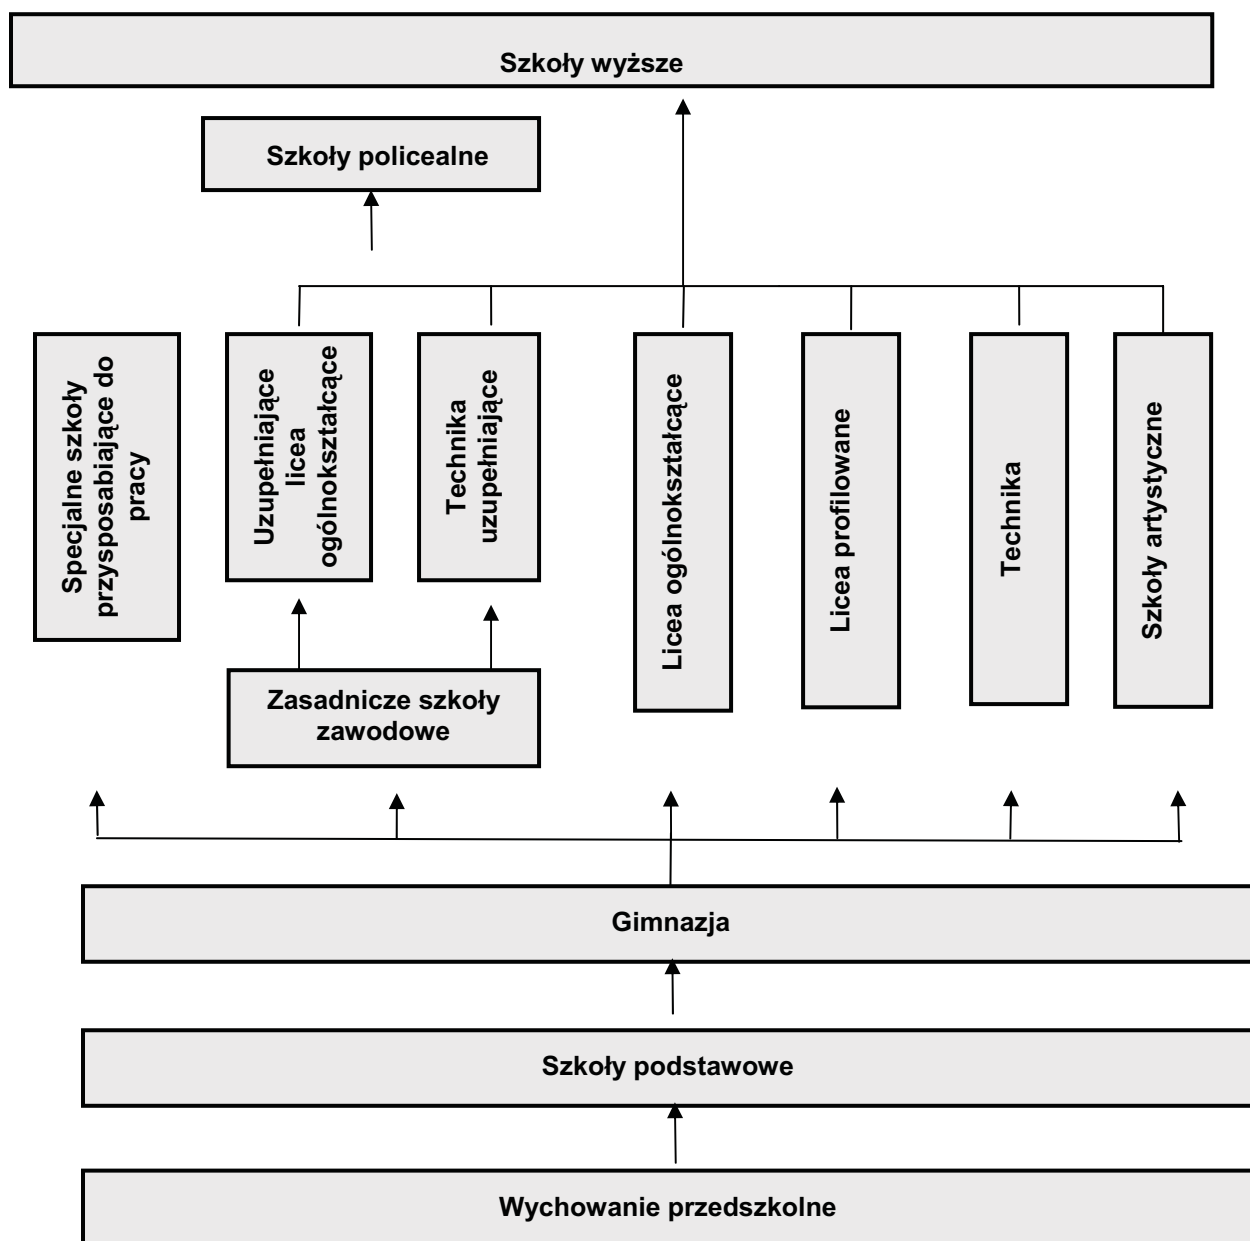 Szkoły wyższe
Szkoły policealne
Specjalne szkoły
przysposabiające do
pracy
Uzupełniające
licea
ogólnokształcące
Technika
uzupełniające
Licea ogólnokształcące
Licea profilowane
Technika
Szkoły artystyczne
Zasadnicze szkoły
zawodowe
Gimnazja
Szkoły podstawowe
Wychowanie przedszkolne